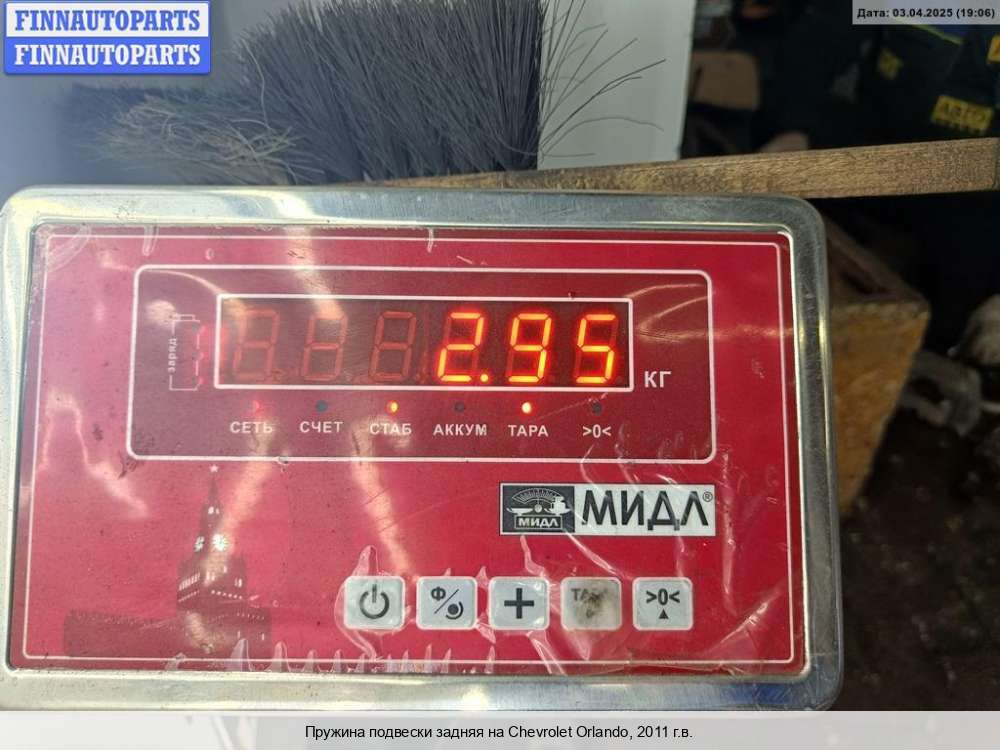 FINNAUTOPARTS
FINNAUTOPARTS
Дата: 03.04.2025 (19:06)
заряд
2.95
КГ
СЕТЬ СЧЕТ СТАБ АККУМ ТАРА >0<
МИДЛ
МИДЛ®
Ф
ТАРА
>0<
Пружина подвески задняя на Chevrolet Orlando, 2011 г.в.